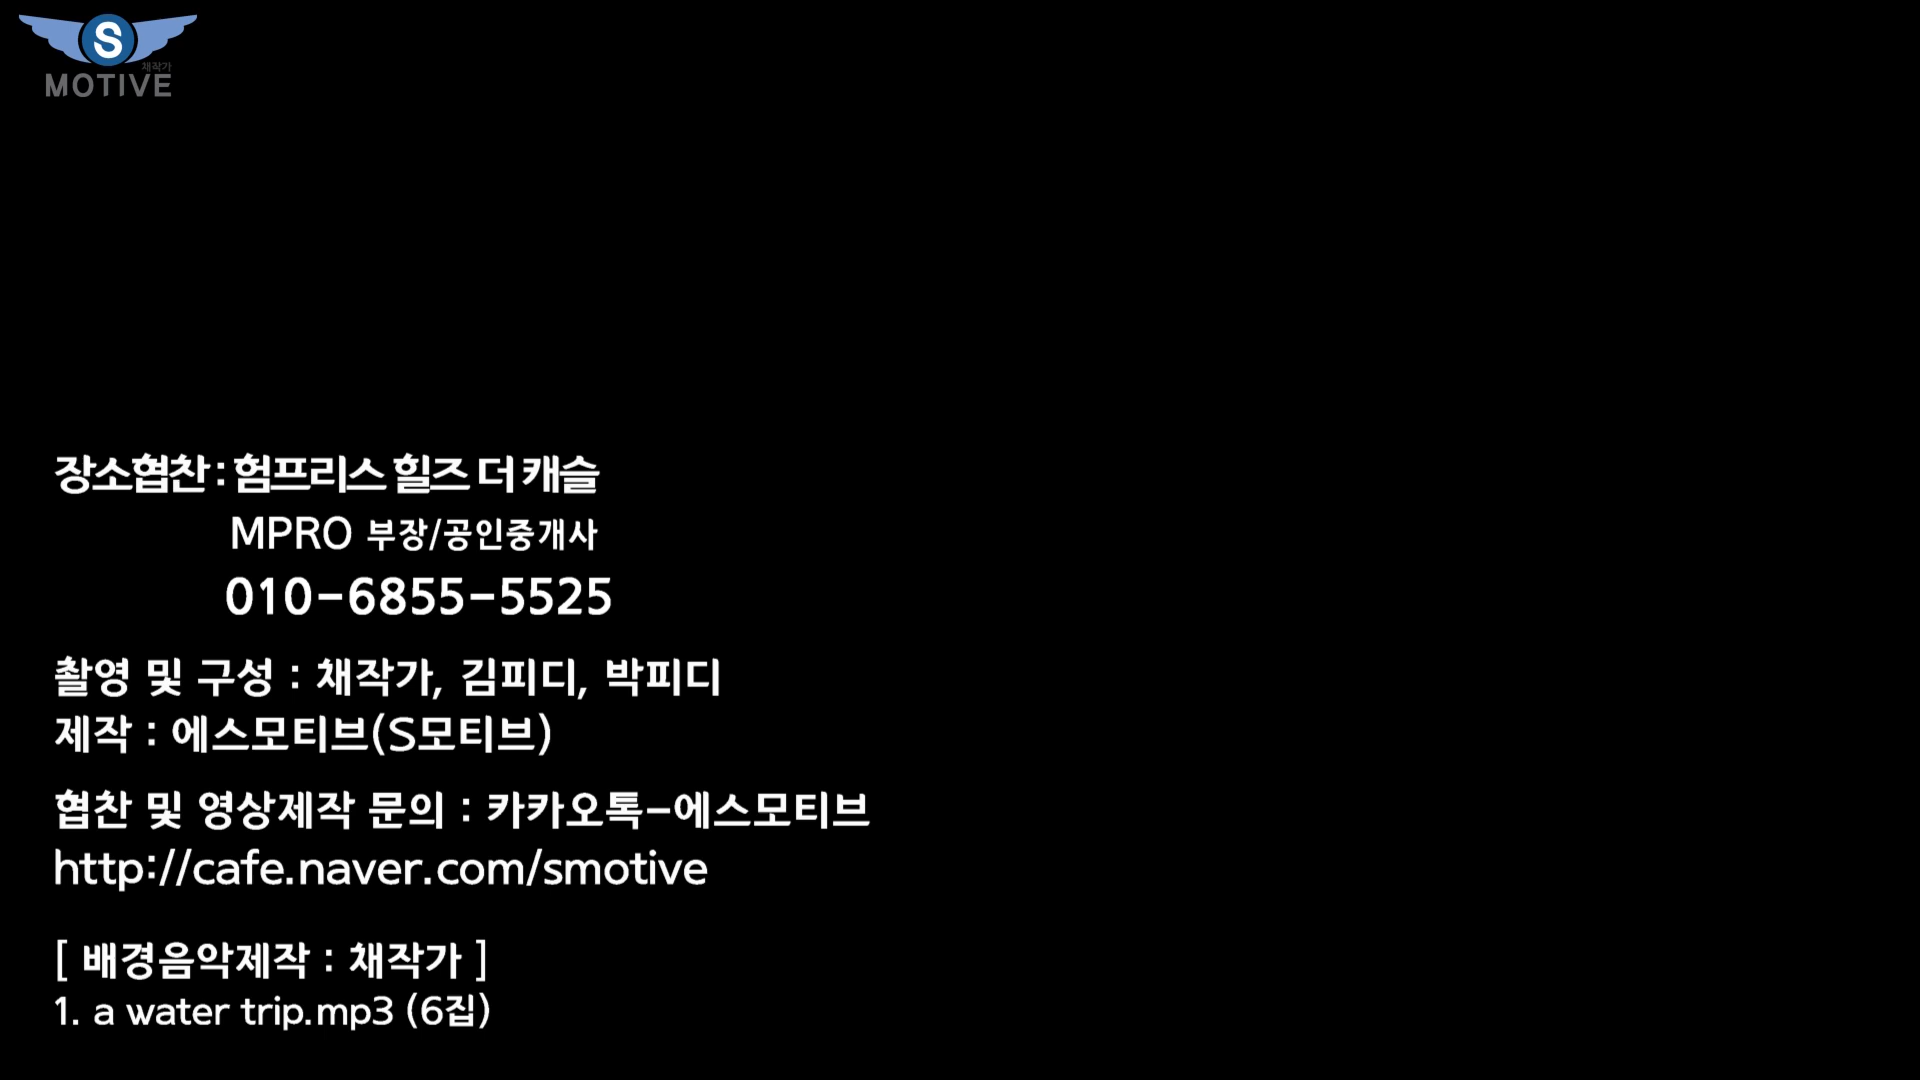 S
채작가
MOTIVE
장소협찬 : 험프리스 힐즈 더 캐슬
MPRO 부장/공인중개사
010-6855-5525
촬영 및 구성 : 채작가, 김피디, 박피디
제작 : 에스모티브(S모티브)
협찬 및 영상제작 문의 : 카카오톡-에스모티브
http://cafe.naver.com/smotive
[ 배경음악제작 : 채작가 ]
1. a water trip.mp3 (6집)